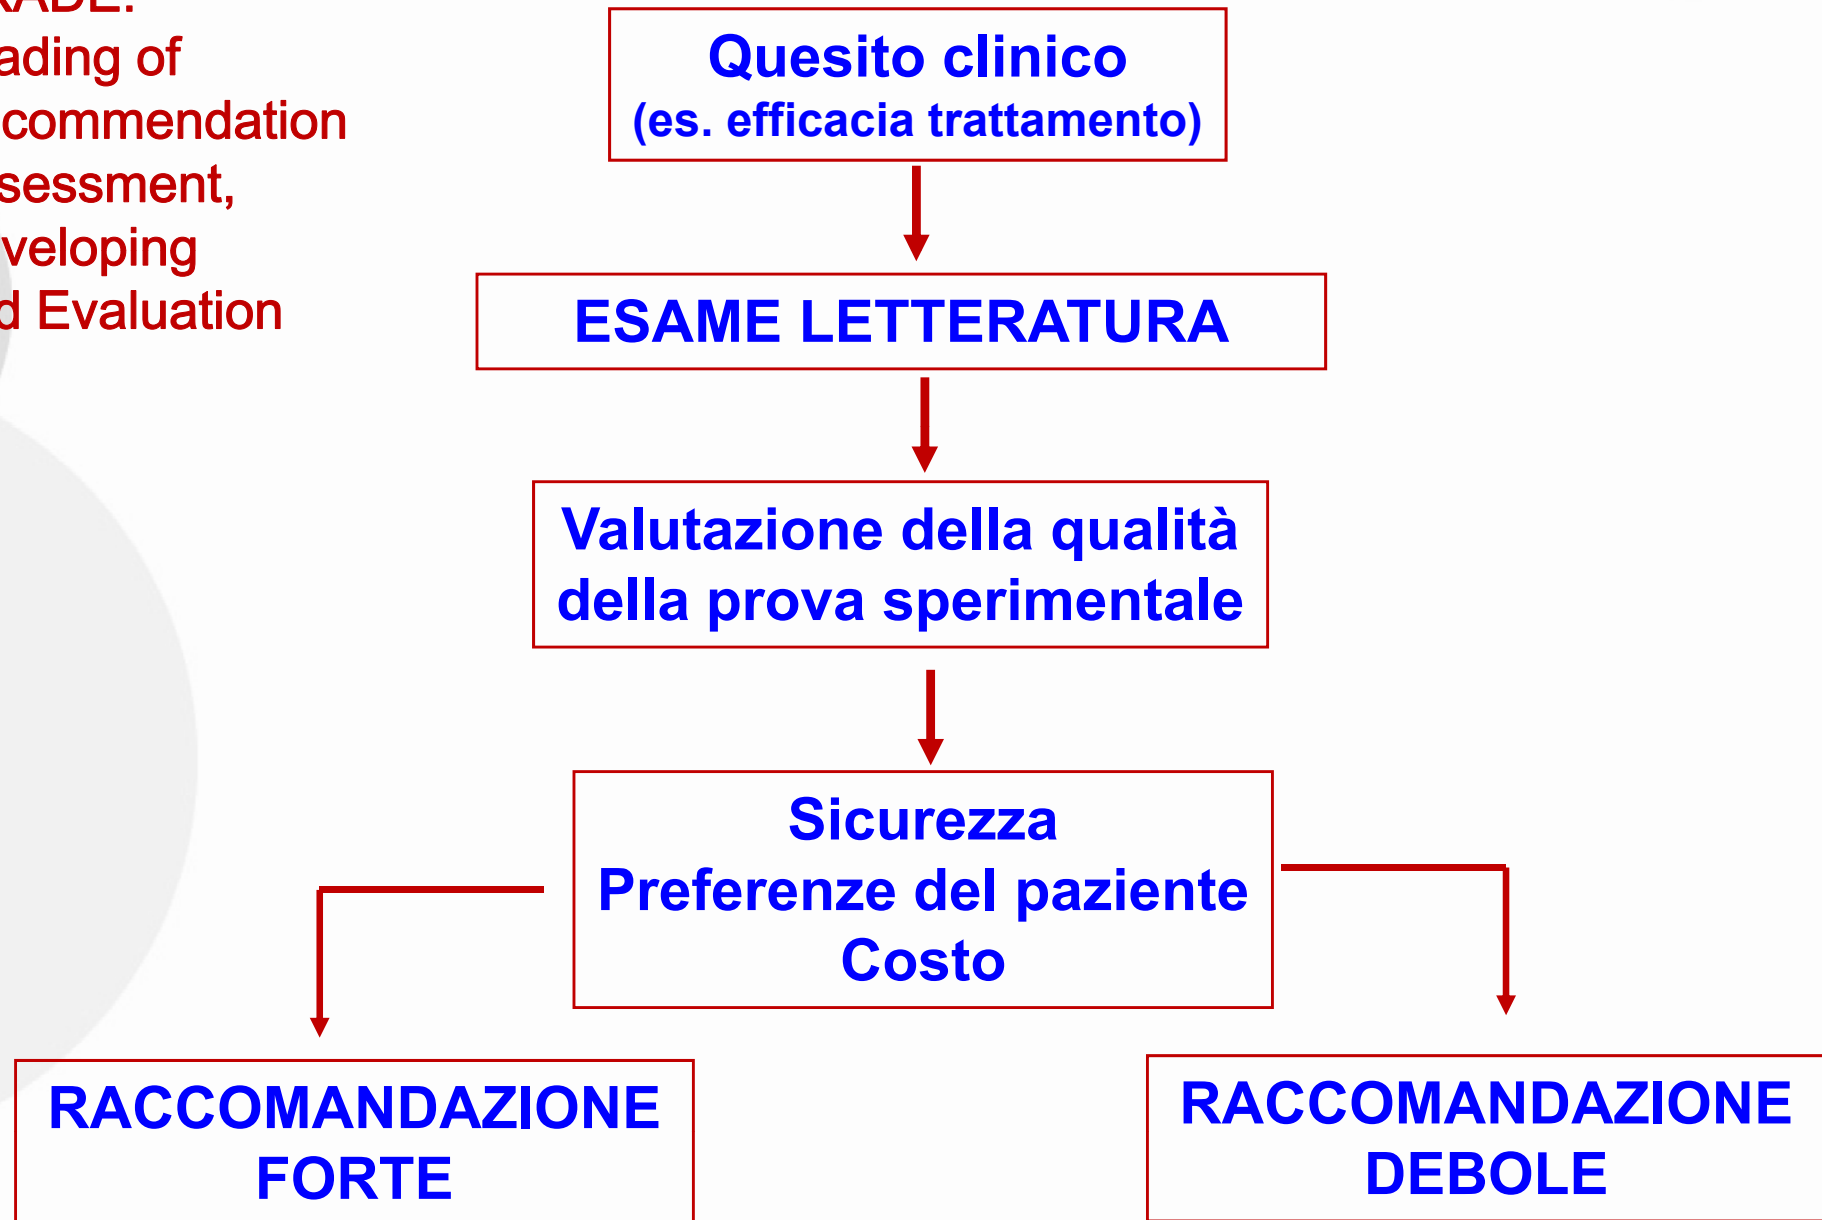 RADE:
ading of
commendation
sessment,
veloping
d Evaluation
Quesito clinico
(es. efficacia trattamento)
ESAME LETTERATURA
Valutazione della qualità
della prova sperimentale
Sicurezza
Preferenze del paziente
Costo
RACCOMANDAZIONE
FORTE
RACCOMANDAZIONE
DEBOLE